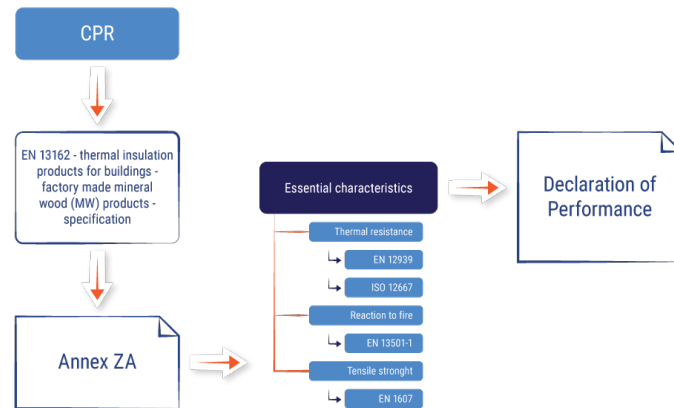 CPR
EN 13162 - thermal insulation
products for buildings -
factory made mineral
wood (MW) products -
specification
Annex ZA
Essential characteristics
Thermal resistance
EN 12939
ISO 12667
Reaction to fire
EN 13501-1
Tensile stronght
EN 1607
Declaration of
Performance